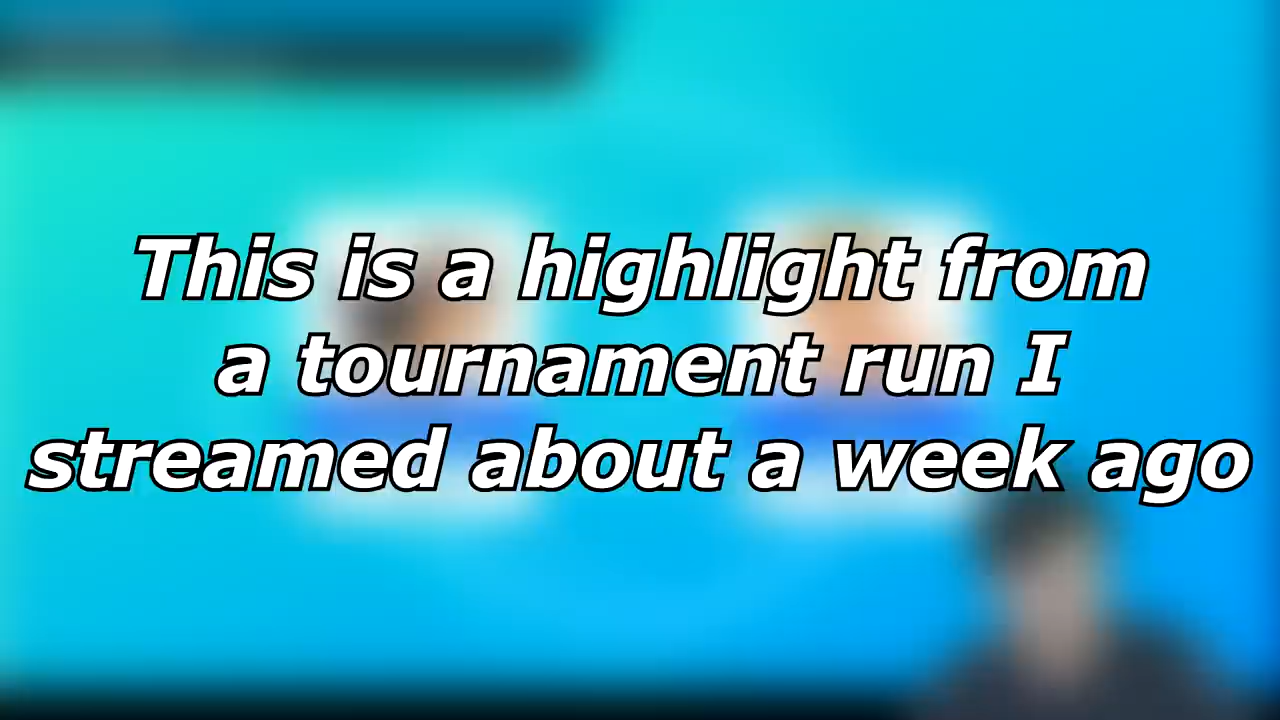 This is a highlight from
a tournament run I
streamed about a week ago